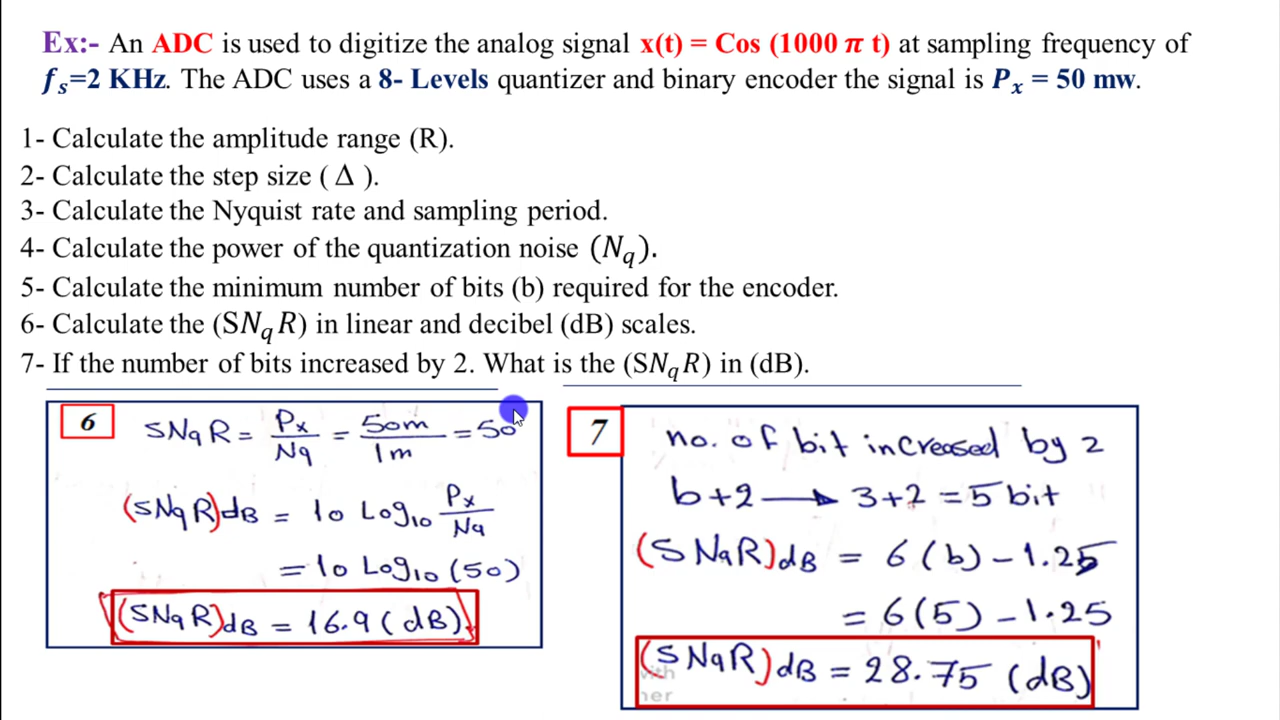 Ex:- An ADC is used to digitize the analog signal x(t) = Cos (1000 π t) at sampling frequency of
fₛ=2 KHz. The ADC uses a 8- Levels quantizer and binary encoder the signal is Pₓ = 50 mw.
1- Calculate the amplitude range (R).
2- Calculate the step size ( Δ ).
3- Calculate the Nyquist rate and sampling period.
4- Calculate the power of the quantization noise (N_q).
5- Calculate the minimum number of bits (b) required for the encoder.
6- Calculate the (SN_qR) in linear and decibel (dB) scales.
7- If the number of bits increased by 2. What is the (SN_qR) in (dB).
6
SNqR = Px/Nq = 50m/1m = 50
(SNqR)dB = 10 Log10 Px/Nq
= 10 Log10 (50)
(SNqR)dB = 16.9 (dB)
7
no. of bit increased by 2
b+2 → 3+2 = 5 bit
(SNqR)dB = 6(b) - 1.25
= 6(5) - 1.25
(SNqR)dB = 28.75 (dB)